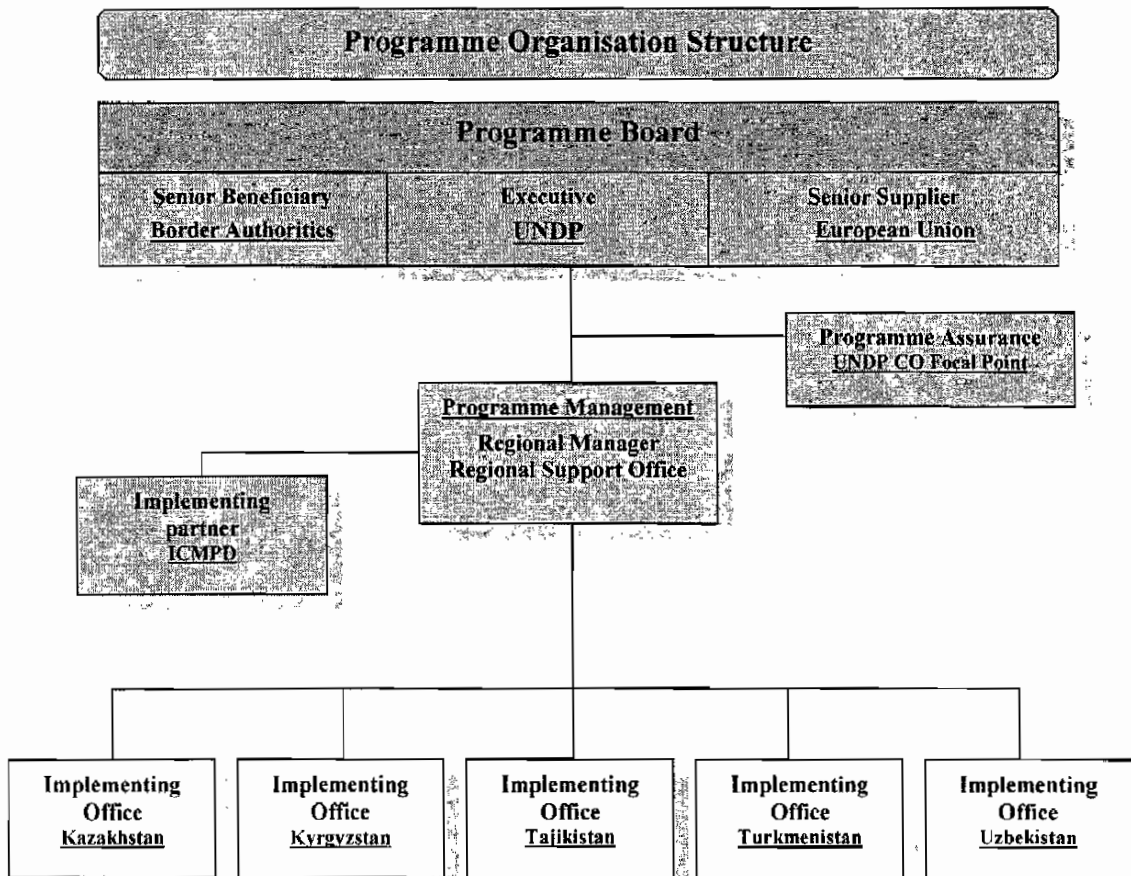 Programme Organisation Structure
Programme Board
Senior Beneficiary
Border Authorities
Executive
UNDP
Senior Supplier
European Union
Programme Assurance
UNDP CO Focal Point
Programme Management
Regional Manager
Regional Support Office
Implementing
partner
ICMPD
Implementing
Office
Kazakhstan
Implementing
Office
Kyrgyzstan
Implementing
Office
Tajikistan
Implementing
Office
Turkmenistan
Implementing
Office
Uzbekistan